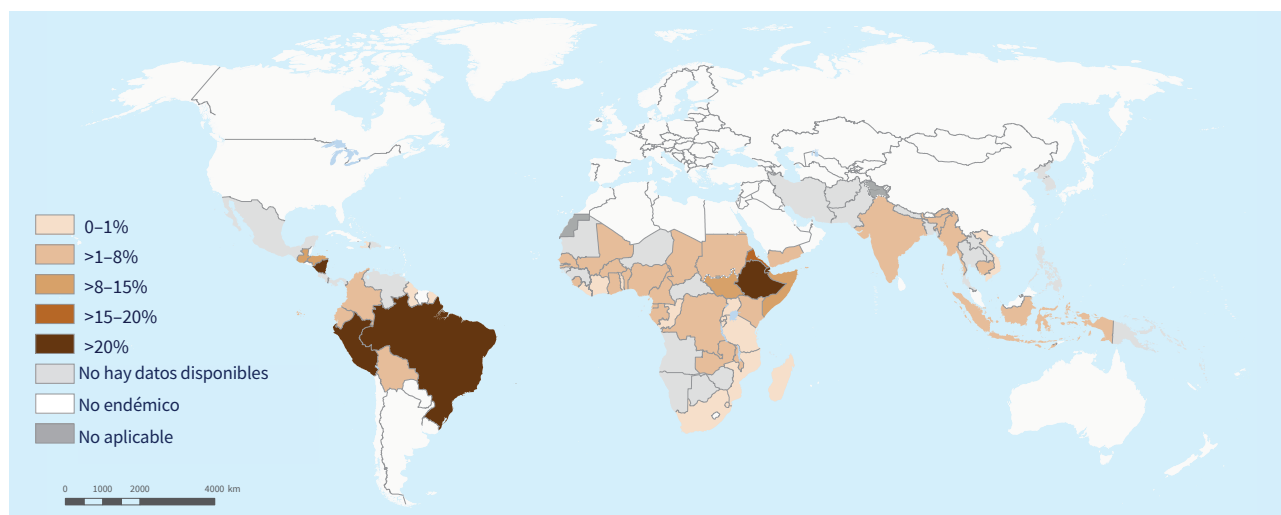 0–1%
>1–8%
>8–15%
>15–20%
>20%
No hay datos disponibles
No endémico
No aplicable
0 1000 2000 4000 km